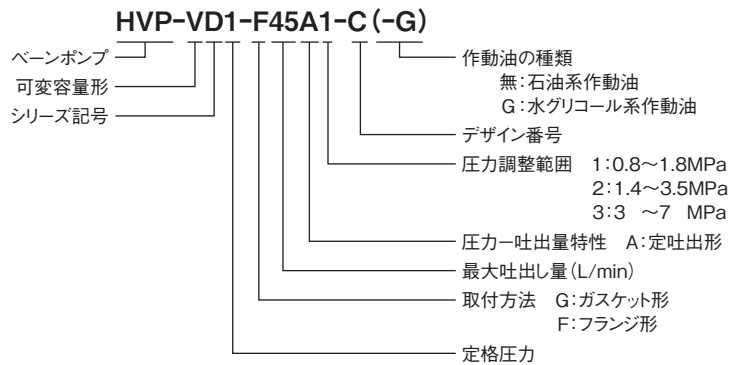 HVP-VD1-F45A1-C(-G)
ベーンポンプ
可変容量形
シリーズ記号
作動油の種類
無:石油系作動油
G:水グリコール系作動油
デザイン番号
圧力調整範囲 1:0.8～1.8MPa
2:1.4～3.5MPa
3:3 ～7 MPa
圧力ー吐出量特性 A:定吐出形
最大吐出し量(L/min)
取付方法 G:ガスケット形
F:フランジ形
定格圧力